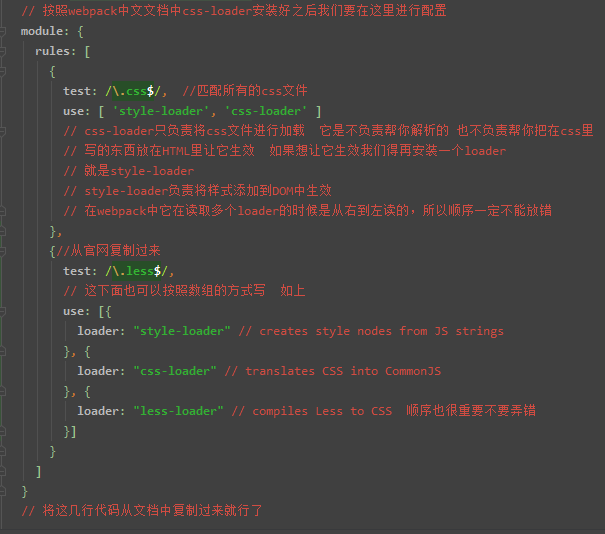 // 按照webpack中文文档中css-loader安装好之后我们要在这里进行配置
module: {
  rules: [
    {
      test: /\.css$/,  //匹配所有的css文件
      use: [ 'style-loader', 'css-loader' ]
      // css-loader只负责将css文件进行加载  它是不负责帮你解析的 也不负责帮你把在css里
      // 写的东西放在HTML里让它生效  如果想让它生效我们得再安装一个loader
      // 就是style-loader
      // style-loader负责将样式添加到DOM中生效
      // 在webpack中它在读取多个loader的时候是从右到左读的，所以顺序一定不能放错
    },
    {//从官网复制过来
      test: /\.less$/,
      // 这下面也可以按照数组的方式写  如上
      use: [{
        loader: "style-loader" // creates style nodes from JS strings
      }, {
        loader: "css-loader" // translates CSS into CommonJS
      }, {
        loader: "less-loader" // compiles Less to CSS  顺序也很重要不要弄错
      }]
    }
  ]
}
// 将这几行代码从文档中复制过来就行了